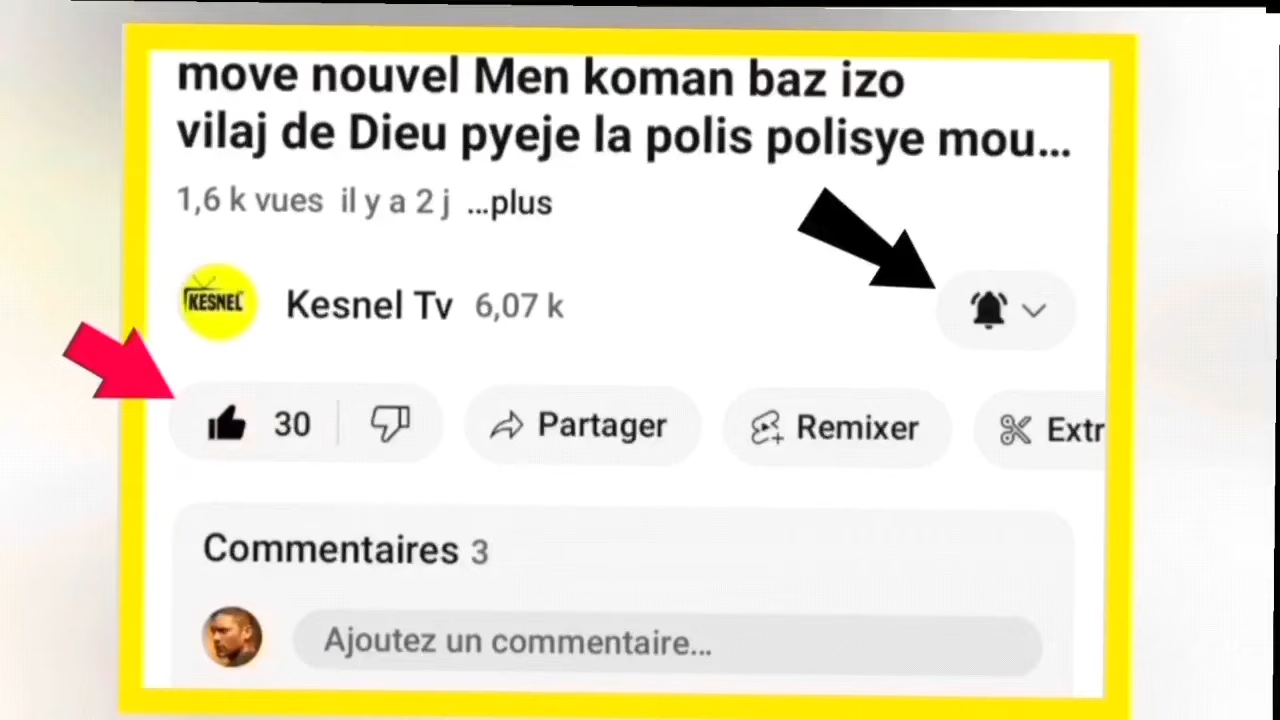 move nouvel Men koman baz izo
vilaj de Dieu pyeje la polis polisye mou...
1,6 k vues il y a 2 j ...plus
KESNEL
Kesnel Tv 6,07 k
30
Partager
Remixer
Extr
Commentaires 3
Ajoutez un commentaire...